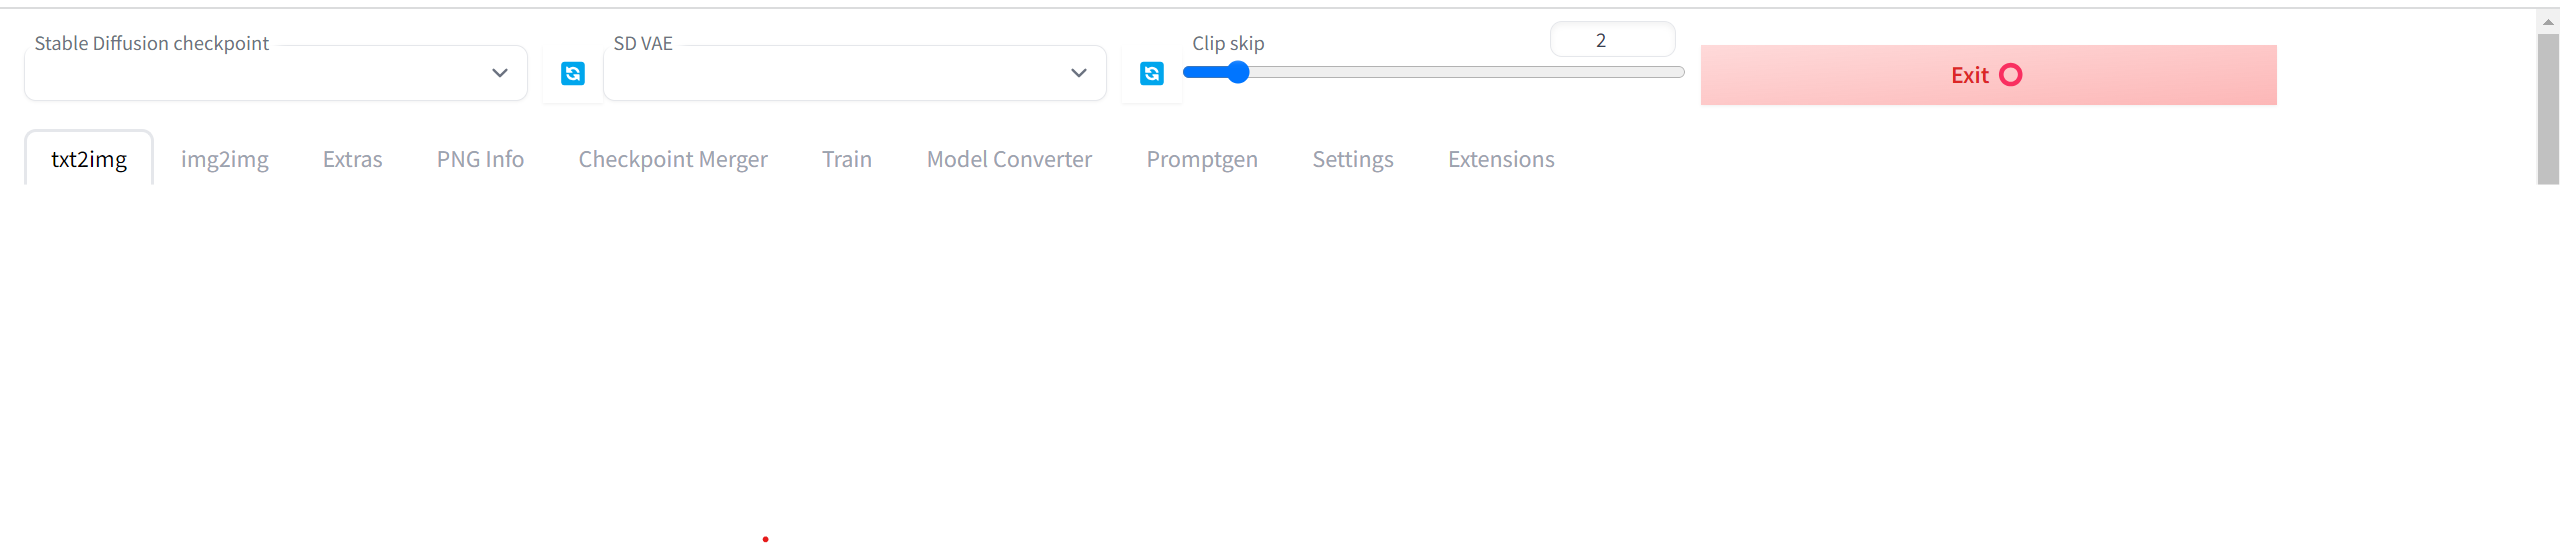 Stable Diffusion checkpoint
SD VAE
Clip skip
2
Exit
txt2img img2img Extras PNG Info Checkpoint Merger Train Model Converter Promptgen Settings Extensions